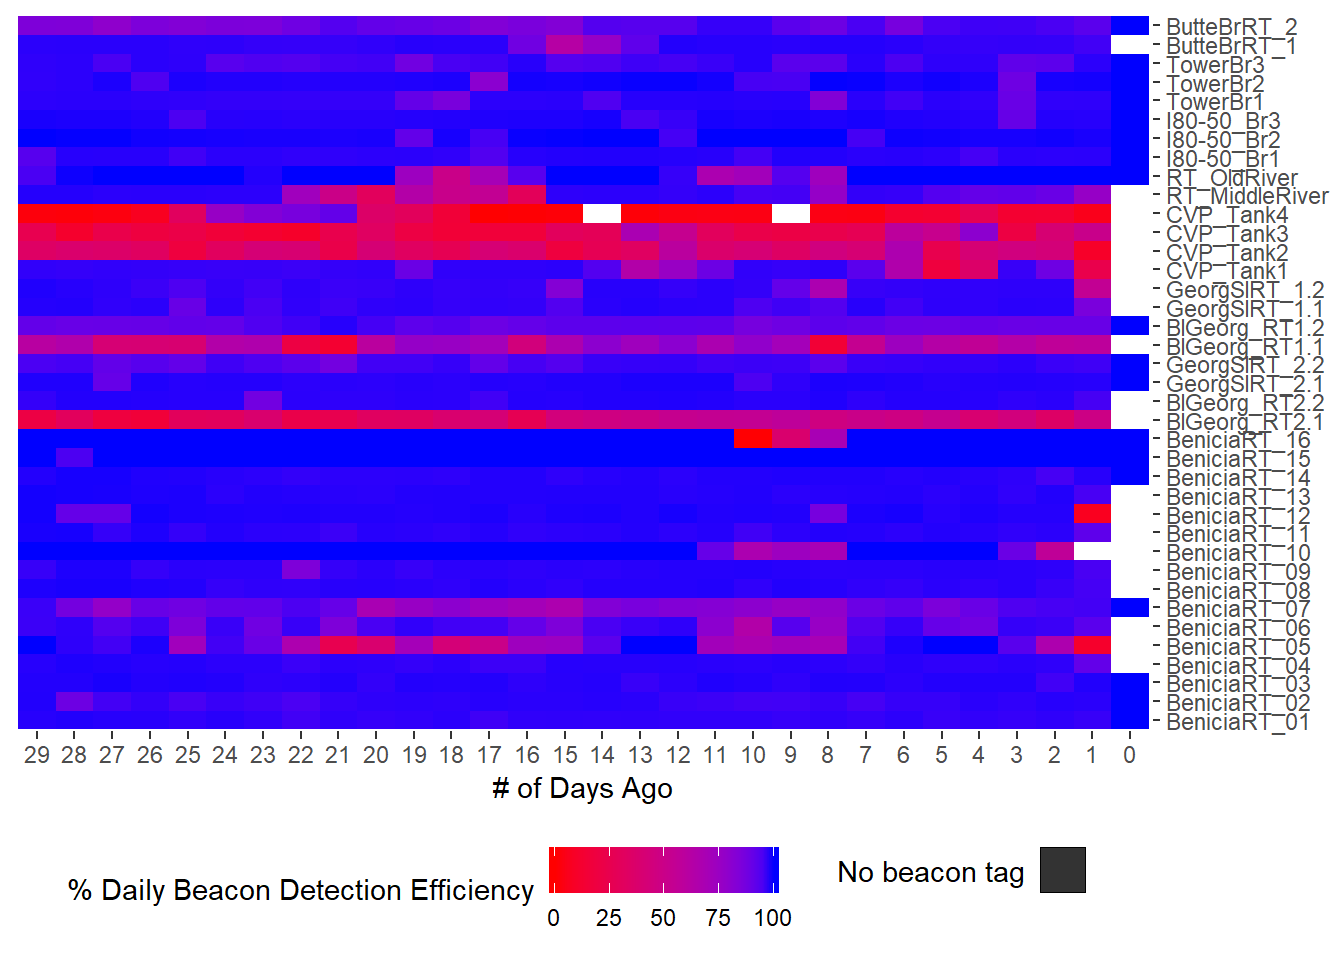 ButteBrRT_2
ButteBrRT_1
TowerBr3
TowerBr2
TowerBr1
I80-50_Br3
I80-50_Br2
I80-50_Br1
RT_OldRiver
RT_MiddleRiver
CVP_Tank4
CVP_Tank3
CVP_Tank2
CVP_Tank1
GeorgSlRT_1.2
GeorgSlRT_1.1
BlGeorg_RT1.2
BlGeorg_RT1.1
GeorgSlRT_2.2
GeorgSlRT_2.1
BlGeorg_RT2.2
BlGeorg_RT2.1
BeniciaRT_16
BeniciaRT_15
BeniciaRT_14
BeniciaRT_13
BeniciaRT_12
BeniciaRT_11
BeniciaRT_10
BeniciaRT_09
BeniciaRT_08
BeniciaRT_07
BeniciaRT_06
BeniciaRT_05
BeniciaRT_04
BeniciaRT_03
BeniciaRT_02
BeniciaRT_01
29 28 27 26 25 24 23 22 21 20 19 18 17 16 15 14 13 12 11 10 9 8 7 6 5 4 3 2 1 0
# of Days Ago
% Daily Beacon Detection Efficiency
0 25 50 75 100
No beacon tag